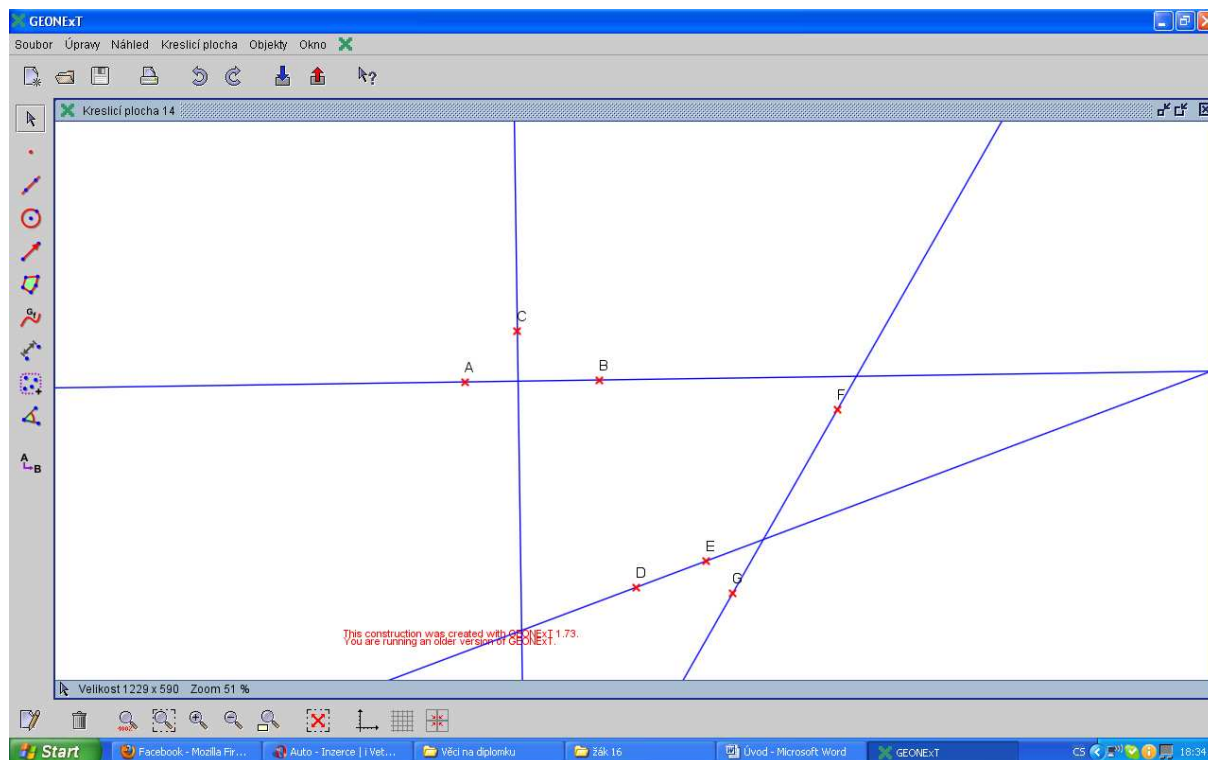 GEONExT
Soubor Úpravy Náhled Kreslicí plocha Objekty Okno
Kreslicí plocha 14
C
A
B
F
E
D
G
This construction was created with GEONExT 1.73.
You are running an older version of GEONExT.
A
B
Velikost 1229 x 590 Zoom 51 %
Start Facebook - Mozilla Fir... Auto - Inzerce | i Vet... Věci na diplomku žák 16 Úvod - Microsoft Word GEONExT CS 18:34